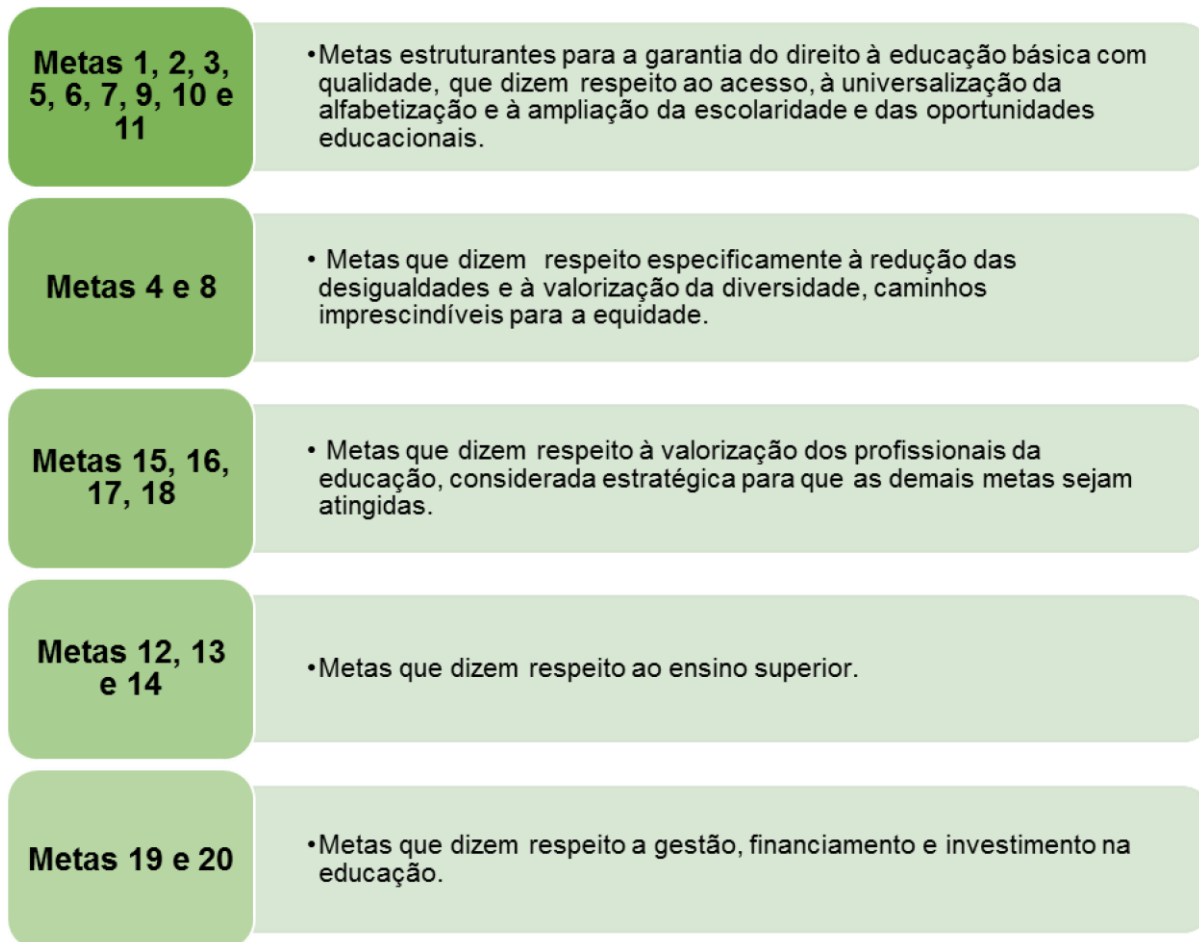 Metas 1, 2, 3,
5, 6, 7, 9, 10 e
11
•Metas estruturantes para a garantia do direito à educação básica com
qualidade, que dizem respeito ao acesso, à universalização da
alfabetização e à ampliação da escolaridade e das oportunidades
educacionais.
Metas 4 e 8
• Metas que dizem respeito especificamente à redução das
desigualdades e à valorização da diversidade, caminhos
imprescindíveis para a equidade.
Metas 15, 16,
17, 18
• Metas que dizem respeito à valorização dos profissionais da
educação, considerada estratégica para que as demais metas sejam
atingidas.
Metas 12, 13
e 14
•Metas que dizem respeito ao ensino superior.
Metas 19 e 20
•Metas que dizem respeito a gestão, financiamento e investimento na
educação.